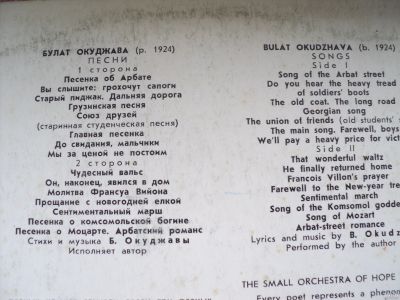 БУЛАТ ОКУДЖАВА (р. 1924)
ПЕСНИ
1 сторона
Песенка об Арбате
Вы слышите: грохочут сапоги
Старый пиджак. Дальняя дорога
Грузинская песня
Союз друзей
(старинная студенческая песня)
Главная песенка
До свидания, мальчики
Мы за ценой не постоим
2 сторона
Чудесный вальс
Он, наконец, явился в дом
Молитва Франсуа Вийона
Прощание с новогодней елкой
Сентиментальный марш
Песенка о комсомольской богине
Песенка о Моцарте. Арбатский романс
Стихи и музыка Б. Окуджавы
Исполняет автор
BULAT OKUDZHAVA (b. 1924)
SONGS
Side I
Song of the Arbat street
Do you hear the heavy tread
of soldiers' boots
The old coat. The long road
Georgian song
The union of friends (old students'
The main song. Farewell, boys
We'll pay a heavy price for
Side II
That wonderful waltz
He finally returned home
Francois Villon's prayer
Farewell to the New-year
Sentimental march
Song of the Komsomol
Song of Mozart
Arbat-street romance
Lyrics and music by B.
Performed by the author
THE SMALL ORCHESTRA OF HOPE
Every poet represents a